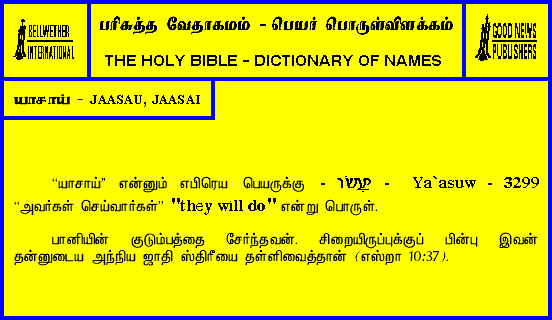 BELLWETHER
INTERNATIONAL
பரிசுத்த வேதாகமம் - பெயர் பொருள்விளக்கம்
THE HOLY BIBLE - DICTIONARY OF NAMES
GOOD NEWS
PUBLISHERS
யாசாய் - JAASAU, JAASAI
“யாசாய்” என்னும் எபிரெய பெயருக்கு - יַעֲשׂוּ - Ya`asuw - 3299
“அவர்கள் செய்வார்கள்” "they will do" என்று பொருள்.
பானியின் குடும்பத்தை சேர்ந்தவன். சிறையிருப்புக்குப் பின்பு இவன்
தன்னுடைய அந்நிய ஜாதி ஸ்திரீயை தள்ளிவைத்தான் (எஸ்றா 10:37).